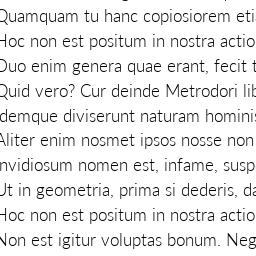 Quamquam tu hanc copiosiorem eti
Hoc non est positum in nostra actio
Duo enim genera quae erant, fecit t
Quid vero? Cur deinde Metrodori lib
demque diviserunt naturam hominis
Aliter enim nosmet ipsos nosse non
nvidiosum nomen est, infame, susp
Ut in geometria, prima si dederis, da
Hoc non est positum in nostra actio
Non est igitur voluptas bonum. Neg